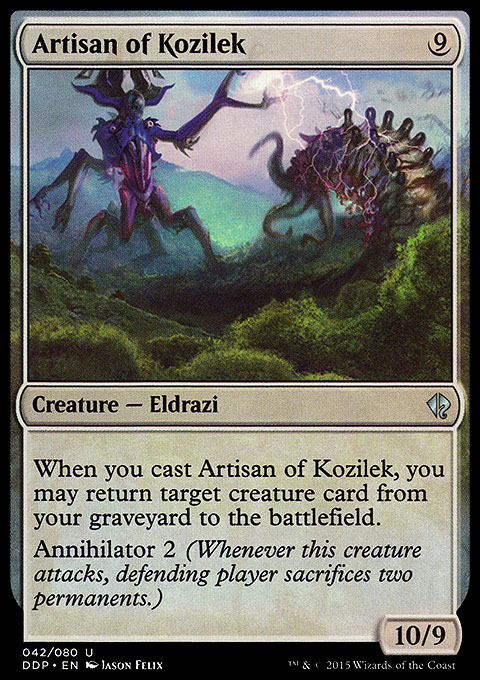 Artisan of Kozilek 9
Creature — Eldrazi
When you cast Artisan of Kozilek, you
may return target creature card from
your graveyard to the battlefield.
Annihilator 2 (Whenever this creature
attacks, defending player sacrifices two
permanents.)
10/9
042/080 U
DDP • EN Jason Felix
™ & © 2015 Wizards of the Coast